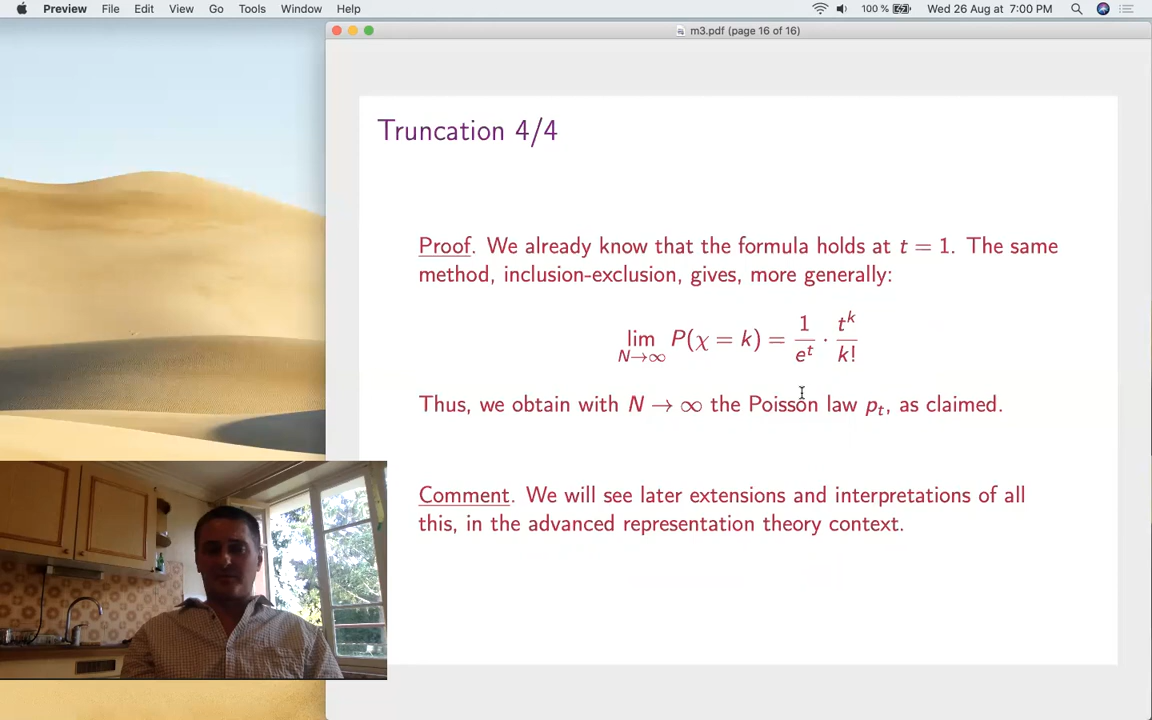 Preview File Edit View Go Tools Window Help 100 % Wed 26 Aug at 7:00 PM
m3.pdf (page 16 of 16)
Truncation 4/4
Proof. We already know that the formula holds at t = 1. The same
method, inclusion-exclusion, gives, more generally:
lim_{N→∞} P(χ = k) = 1/e^t · t^k/k!
Thus, we obtain with N → ∞ the Poisson law p_t, as claimed.
Comment. We will see later extensions and interpretations of all
this, in the advanced representation theory context.